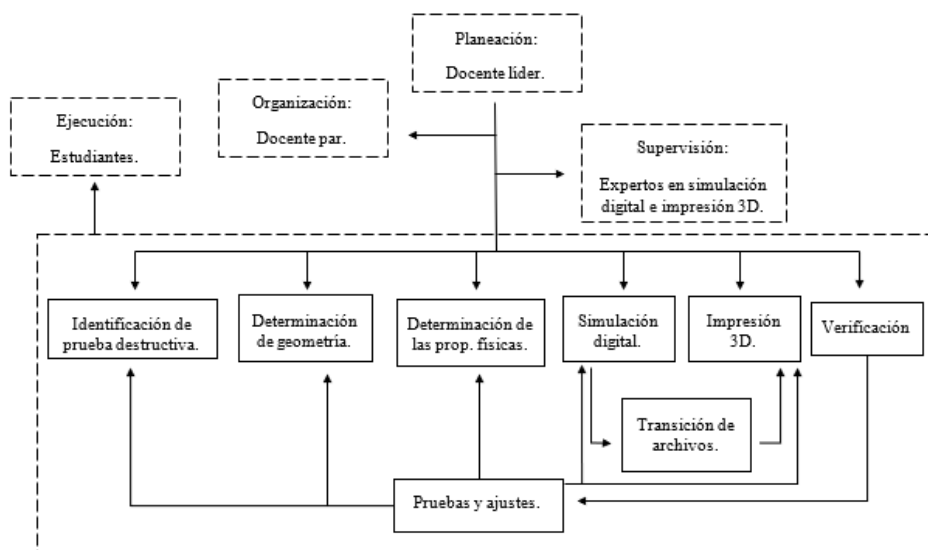 Planeación:
Docente líder.
Organización:
Docente par.
Ejecución:
Estudiantes.
Supervisión:
Expertos en simulación
digital e impresión 3D.
Identificación de
prueba destructiva.
Determinación
de geometría.
Determinación de
las prop. físicas.
Simulación
digital.
Impresión
3D.
Verificación
Transición de
archivos.
Pruebas y ajustes.